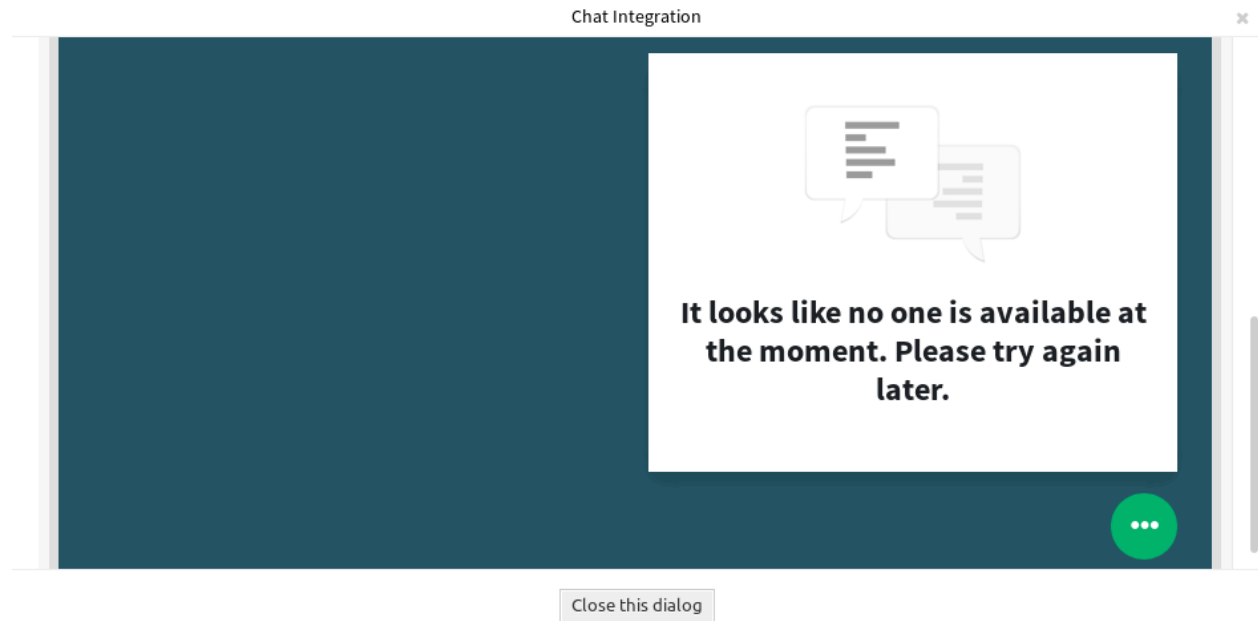 Chat Integration
It looks like no one is available at
the moment. Please try again
later.
Close this dialog